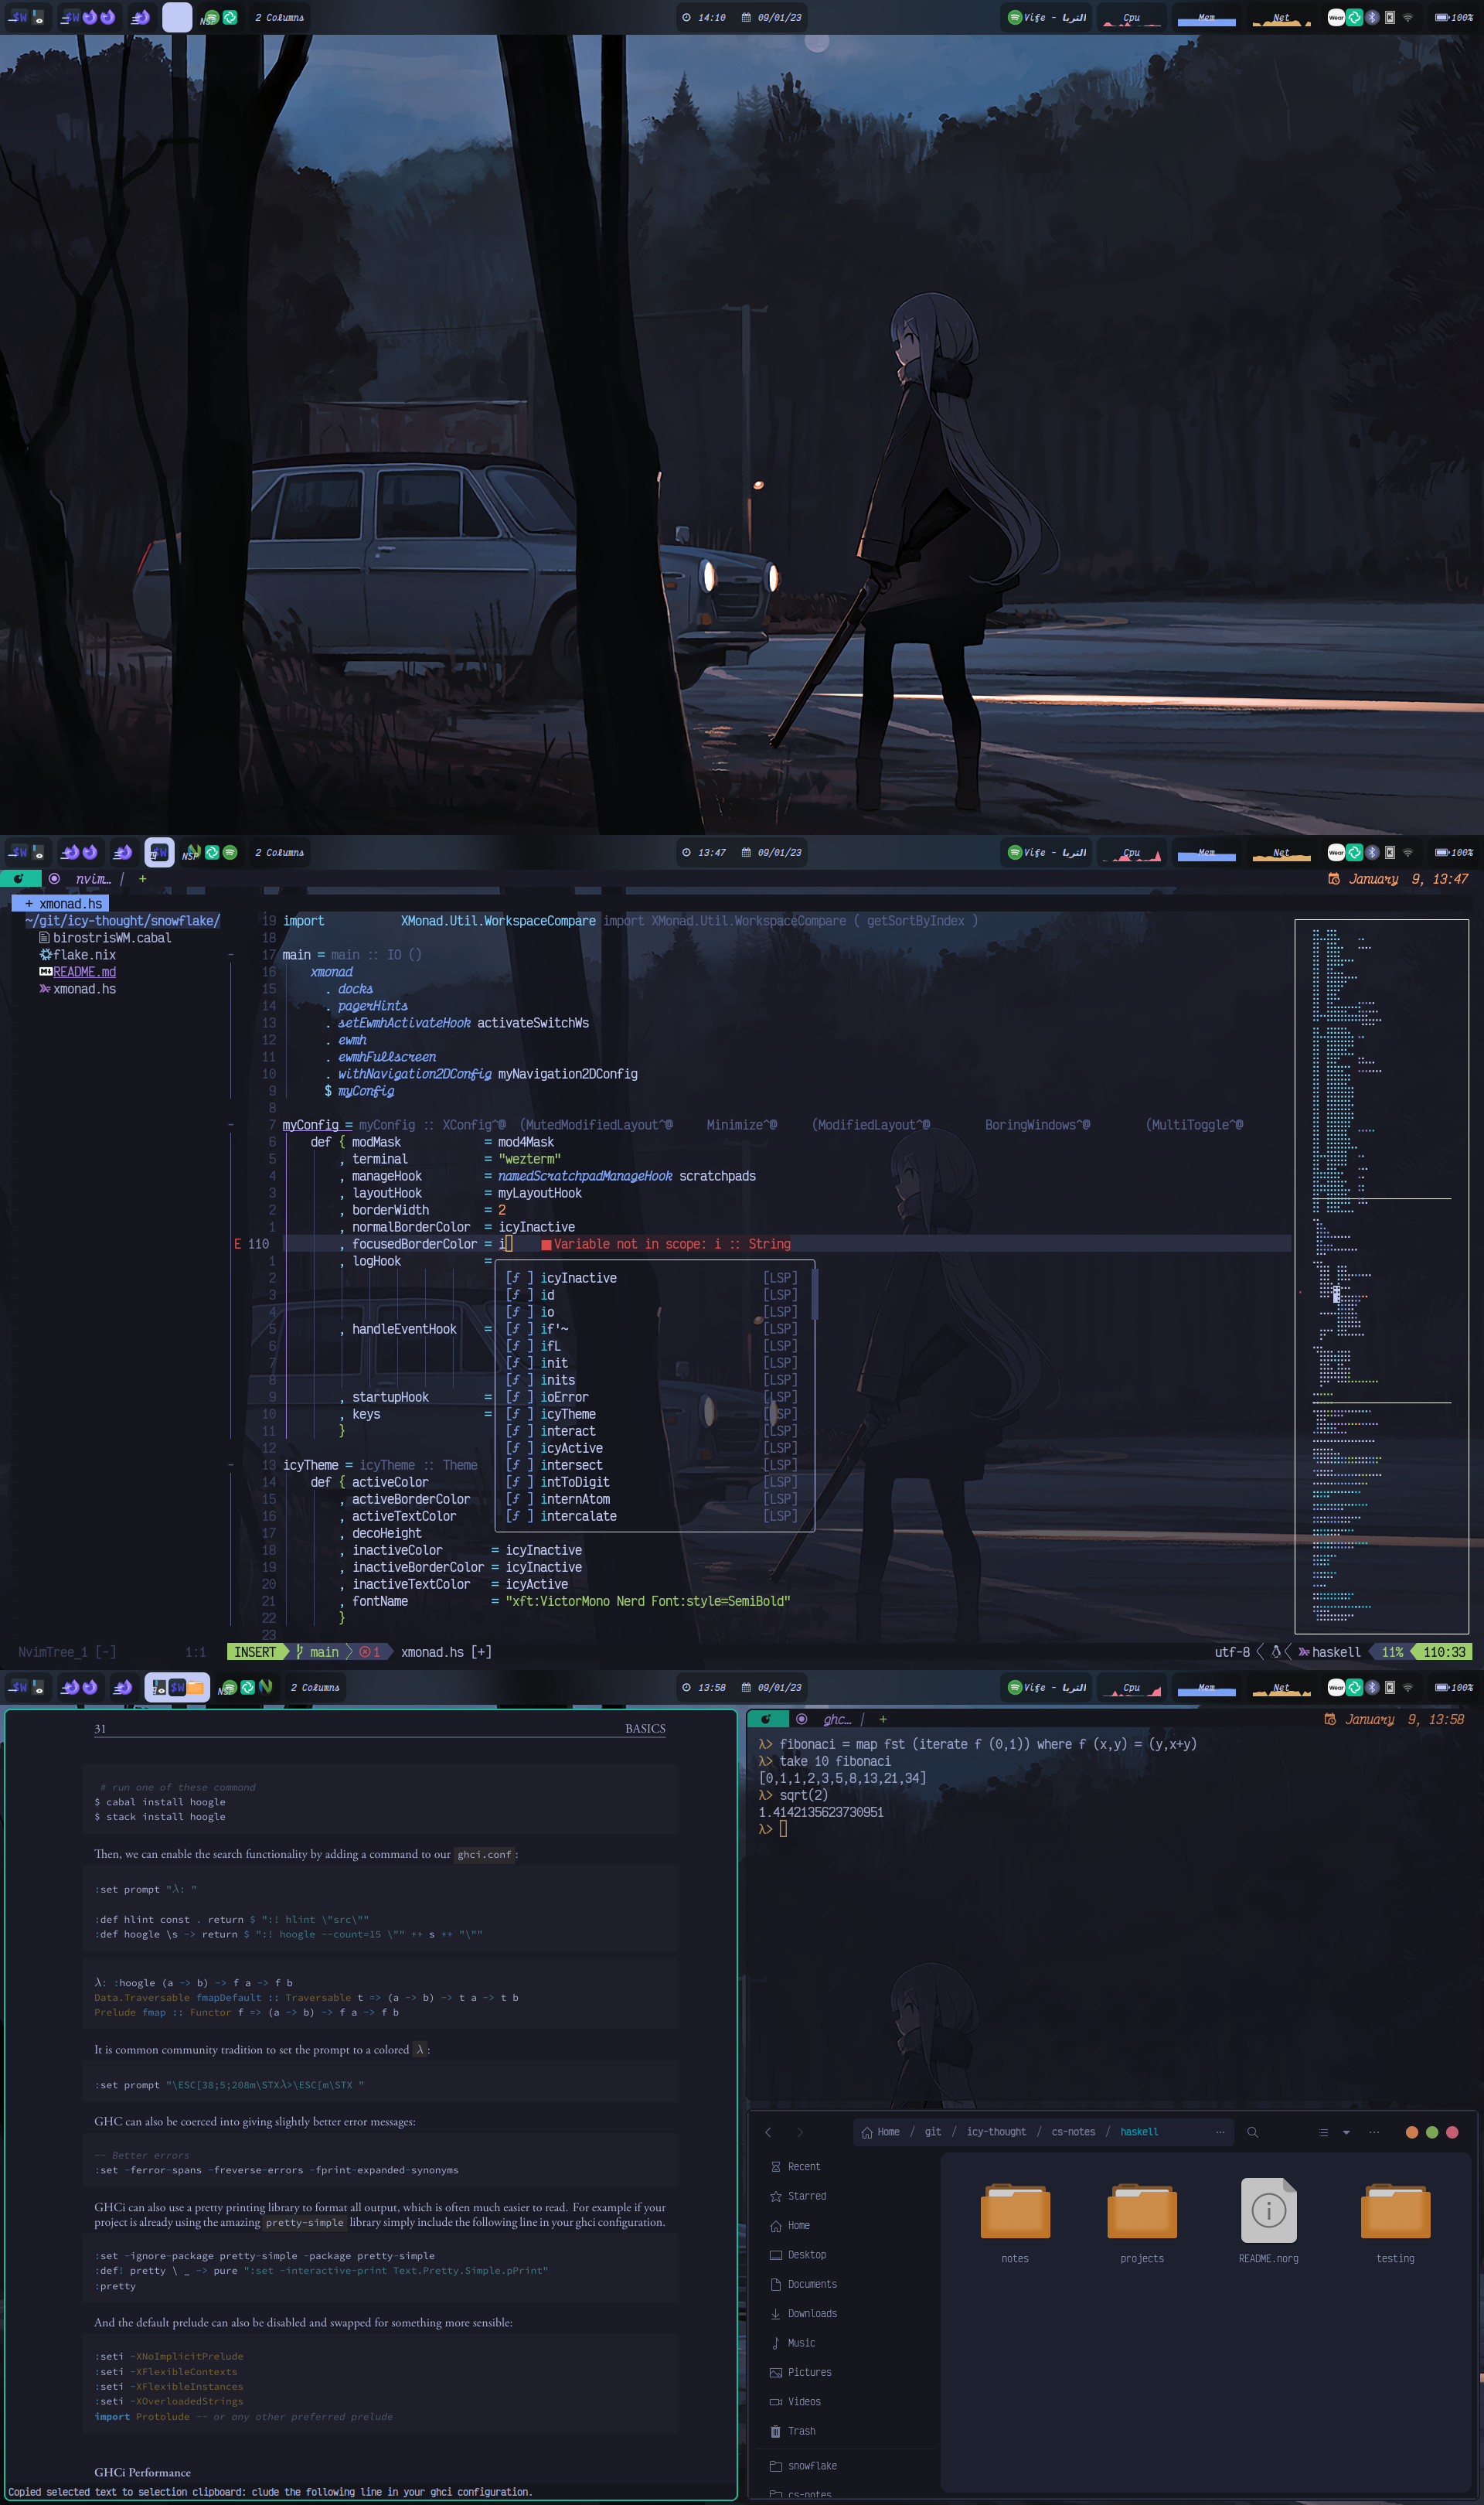 $W
NSP
2 Columns
14:10
09/01/23
Vife - الثريا
Cpu
Mem
Net
Wear
100%
$W
NSP
2 Columns
13:47
09/01/23
Vife - الثريا
Cpu
Mem
Net
Wear
100%
nvim… | +
January 9, 13:47
+ xmonad.hs
~/git/icy-thought/snowflake/
birostrisWM.cabal
flake.nix
README.md
xmonad.hs
19 import XMonad.Util.WorkspaceCompare import XMonad.Util.WorkspaceCompare ( getSortByIndex )
18
17 main = main :: IO ()
16 xmonad
15 . docks
14 . pagerHints
13 . setEwmhActivateHook activateSwitchWs
12 . ewmh
11 . ewmhFullscreen
10 . withNavigation2DConfig myNavigation2DConfig
9 $ myConfig
8
7 myConfig = myConfig :: XConfig^@ (MutedModifiedLayout^@ Minimize^@ (ModifiedLayout^@ BoringWindows^@ (MultiToggle^@
6 def { modMask = mod4Mask
5 , terminal = "wezterm"
4 , manageHook = namedScratchpadManageHook scratchpads
3 , layoutHook = myLayoutHook
2 , borderWidth = 2
1 , normalBorderColor = icyInactive
E 110 , focusedBorderColor = i ■ Variable not in scope: i :: String
1 , logHook =
2 [ƒ ] icyInactive [LSP]
3 [ƒ ] id [LSP]
4 [ƒ ] io [LSP]
5 , handleEventHook = [ƒ ] if'~ [LSP]
6 [ƒ ] ifL [LSP]
7 [ƒ ] init [LSP]
8 [ƒ ] inits [LSP]
9 , startupHook = [ƒ ] ioError [LSP]
10 , keys = [ƒ ] icyTheme [LSP]
11 } [ƒ ] interact [LSP]
12 [ƒ ] icyActive [LSP]
13 icyTheme = icyTheme :: Theme [ƒ ] intersect [LSP]
14 def { activeColor [ƒ ] intToDigit [LSP]
15 , activeBorderColor [ƒ ] internAtom [LSP]
16 , activeTextColor [ƒ ] intercalate [LSP]
17 , decoHeight
18 , inactiveColor = icyInactive
19 , inactiveBorderColor = icyInactive
20 , inactiveTextColor = icyActive
21 , fontName = "xft:VictorMono Nerd Font:style=SemiBold"
22 }
23
NvimTree_1 [-] 1:1 INSERT main 1 xmonad.hs [+] utf-8 haskell 11% 110:33
$W
$W
NSP
2 Columns
13:58
09/01/23
Vife - الثريا
Cpu
Mem
Net
Wear
100%
31 BASICS
# run one of these command
$ cabal install hoogle
$ stack install hoogle
Then, we can enable the search functionality by adding a command to our ghci.conf:
:set prompt "λ: "
:def hlint const . return $ ":! hlint \"src\""
:def hoogle \s -> return $ ":! hoogle --count=15 \"" ++ s ++ "\""
λ: :hoogle (a -> b) -> f a -> f b
Data.Traversable fmapDefault :: Traversable t => (a -> b) -> t a -> t b
Prelude fmap :: Functor f => (a -> b) -> f a -> f b
It is common community tradition to set the prompt to a colored λ:
:set prompt "\ESC[38;5;208m\STXλ>\ESC[m\STX "
GHC can also be coerced into giving slightly better error messages:
-- Better errors
:set -ferror-spans -freverse-errors -fprint-expanded-synonyms
GHCi can also use a pretty printing library to format all output, which is often much easier to read. For example if your
project is already using the amazing pretty-simple library simply include the following line in your ghci configuration.
:set -ignore-package pretty-simple -package pretty-simple
:def! pretty \ _ -> pure ":set -interactive-print Text.Pretty.Simple.pPrint"
:pretty
And the default prelude can also be disabled and swapped for something more sensible:
:seti -XNoImplicitPrelude
:seti -XFlexibleContexts
:seti -XFlexibleInstances
:seti -XOverloadedStrings
import Protolude -- or any other preferred prelude
GHCi Performance
Copied selected text to selection clipboard: clude the following line in your ghci configuration.
ghc… | +
January 9, 13:58
λ> fibonaci = map fst (iterate f (0,1)) where f (x,y) = (y,x+y)
λ> take 10 fibonaci
[0,1,1,2,3,5,8,13,21,34]
λ> sqrt(2)
1.4142135623730951
λ>
Home / git / icy-thought / cs-notes / haskell
Recent
Starred
Home
Desktop
Documents
Downloads
Music
Pictures
Videos
Trash
snowflake
cs-notes
notes
projects
README.norg
testing